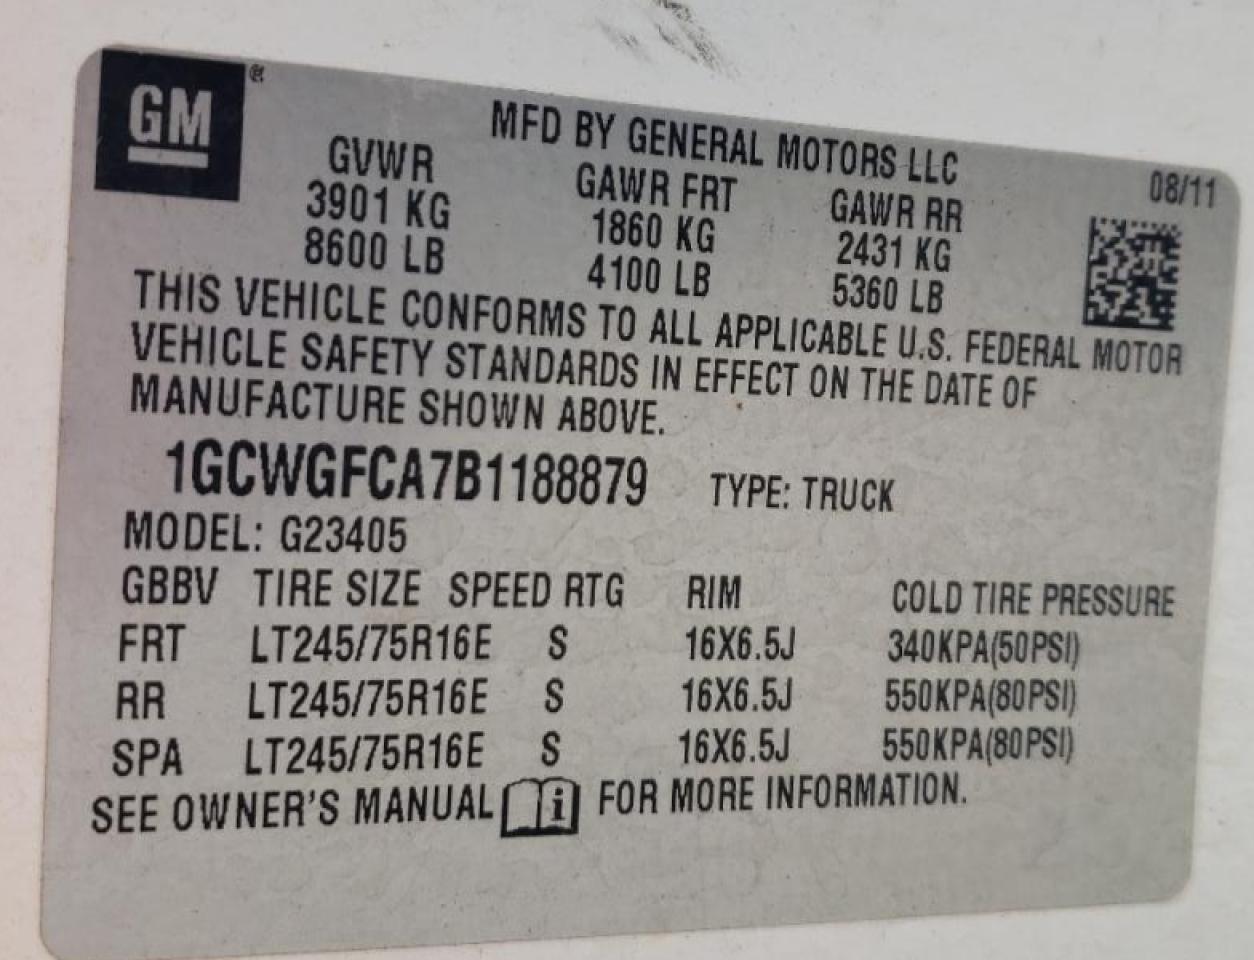 GM ®
MFD BY GENERAL MOTORS LLC
08/11
GVWR GAWR FRT GAWR RR
3901 KG 1860 KG 2431 KG
8600 LB 4100 LB 5360 LB
THIS VEHICLE CONFORMS TO ALL APPLICABLE U.S. FEDERAL MOTOR
VEHICLE SAFETY STANDARDS IN EFFECT ON THE DATE OF
MANUFACTURE SHOWN ABOVE.
1GCWGFCA7B1188879 TYPE: TRUCK
MODEL: G23405
GBBV TIRE SIZE SPEED RTG RIM COLD TIRE PRESSURE
FRT LT245/75R16E S 16X6.5J 340KPA(50PSI)
RR LT245/75R16E S 16X6.5J 550KPA(80PSI)
SPA LT245/75R16E S 16X6.5J 550KPA(80PSI)
SEE OWNER'S MANUAL i FOR MORE INFORMATION.